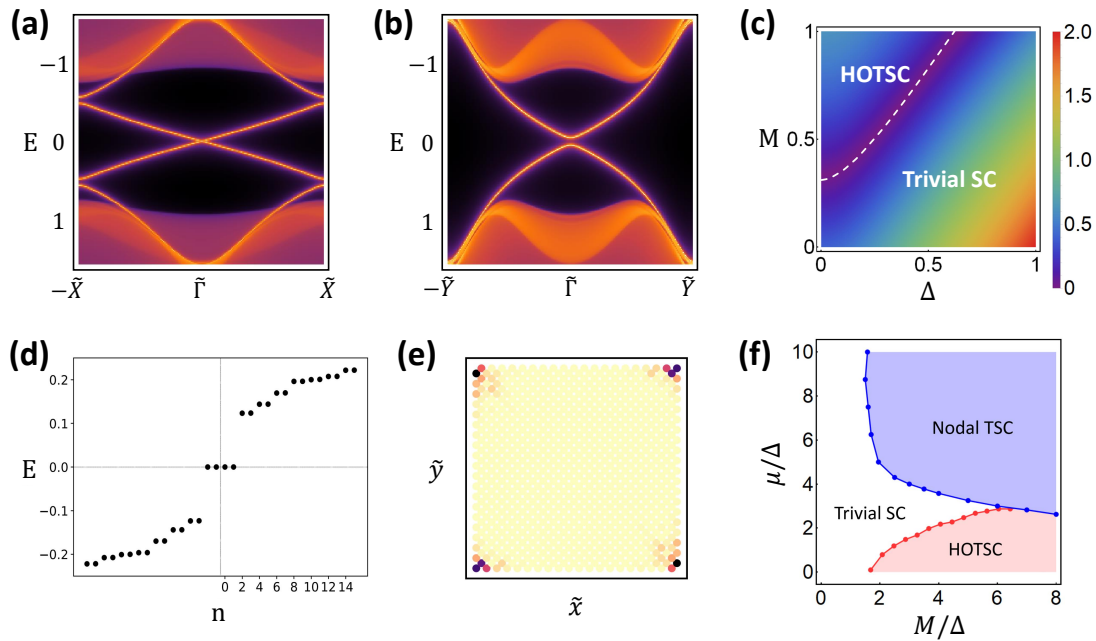 (a)
−1
E 0
1
−X̃ Γ̃ X̃
(b)
−1
E 0
1
−Ỹ Γ̃ Ỹ
(c)
1
M 0.5
0
0 0.5 1
Δ
HOTSC
Trivial SC
2.0
1.5
1.0
0.5
0
(d)
0.2
0.1
E 0.0
−0.1
−0.2
0 2 4 6 8 10 12 14
n
(e)
ỹ
x̃
(f)
10
8
6
4
2
0
μ/Δ
Nodal TSC
Trivial SC
HOTSC
0 2 4 6 8
M/Δ